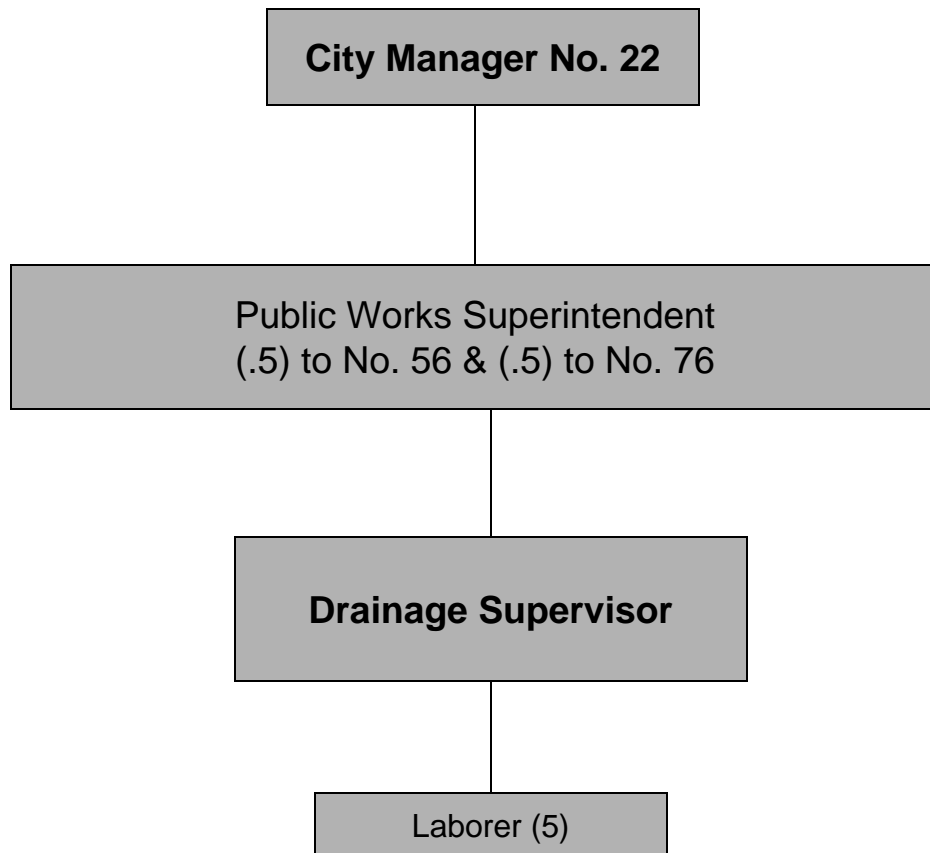 City Manager No. 22
Public Works Superintendent
(.5) to No. 56 & (.5) to No. 76
Drainage Supervisor
Laborer (5)